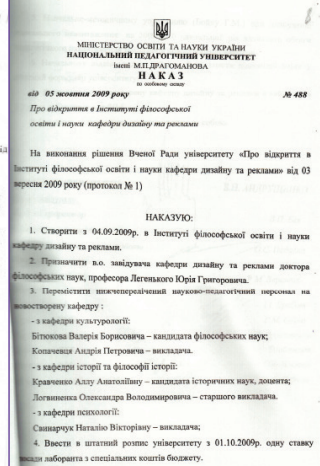 МІНІСТЕРСТВО ОСВІТИ ТА НАУКИ УКРАЇНИ
НАЦІОНАЛЬНИЙ ПЕДАГОГІЧНИЙ УНІВЕРСИТЕТ
імені М.П.ДРАГОМАНОВА
НАКАЗ
по особовому складу
від 05 жовтня 2009 року № 488
Про відкриття в Інституті філософської
освіти і науки кафедри дизайну та реклами
На виконання рішення Вченої Ради університету «Про відкриття в
Інституті філософської освіти і науки кафедри дизайну та реклами» від 03
вересня 2009 року (протокол № 1)
НАКАЗУЮ:
1. Створити з 04.09.2009р. в Інституті філософської освіти і науки
кафедру дизайну та реклами.
2. Призначити в.о. завідувача кафедри дизайну та реклами доктора
філософських наук, професора Легенького Юрія Григоровича.
3. Перемістити нижчеперелічений науково-педагогічний персонал на
новостворену кафедру :
- з кафедри культурології:
Бітюкова Валерія Борисовича – кандидата філософських наук;
Копачевця Андрія Петровича – викладача.
- з кафедри історії та філософії історії:
Кравченко Аллу Анатоліївну – кандидата історичних наук, доцента;
Логвиненка Олександра Володимировича – старшого викладача.
- з кафедри психології:
Свинарчук Наталію Вікторівну – викладача;
4. Ввести в штатний розпис університету з 01.10.2009р. одну ставку
посади лаборанта з спеціальних коштів бюджету.